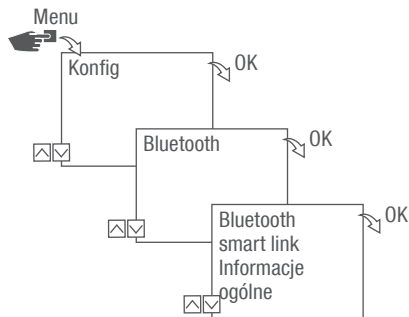 Menu
Konfig
OK
Bluetooth
OK
Bluetooth
smart link
Informacje
ogólne
OK